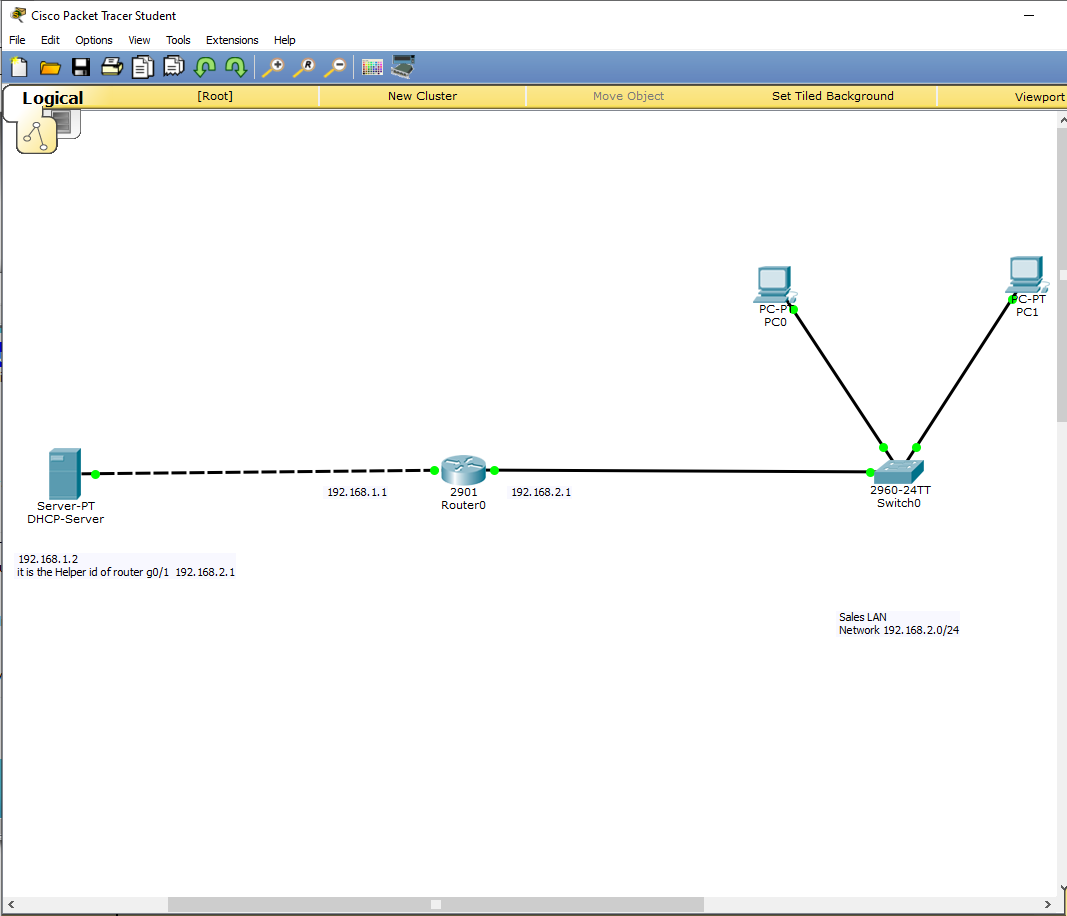 Cisco Packet Tracer Student
File Edit Options View Tools Extensions Help
R
Logical [Root] New Cluster Move Object Set Tiled Background Viewport
PC-PT
PC0
PC-PT
PC1
Server-PT
DHCP-Server
192.168.1.1
2901
Router0
192.168.2.1
2960-24TT
Switch0
192.168.1.2
it is the Helper id of router g0/1 192.168.2.1
Sales LAN
Network 192.168.2.0/24